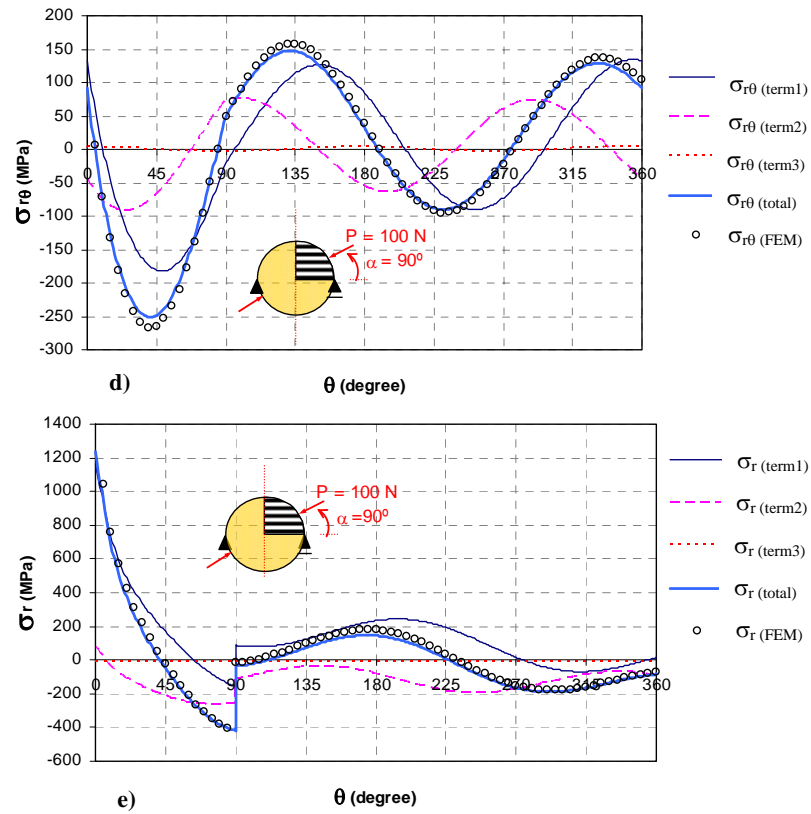 200
150
100
50
0
-50
-100
-150
-200
-250
-300
σrθ (MPa)
0 45 90 135 180 225 270 315 360
P = 100 N
α = 90º
σrθ (term1)
σrθ (term2)
σrθ (term3)
σrθ (total)
σrθ (FEM)
d)
θ (degree)
1400
1200
1000
800
600
400
200
0
-200
-400
-600
σr (MPa)
0 45 90 135 180 225 270 315 360
P = 100 N
α =90º
σr (term1)
σr (term2)
σr (term3)
σr (total)
σr (FEM)
e)
θ (degree)